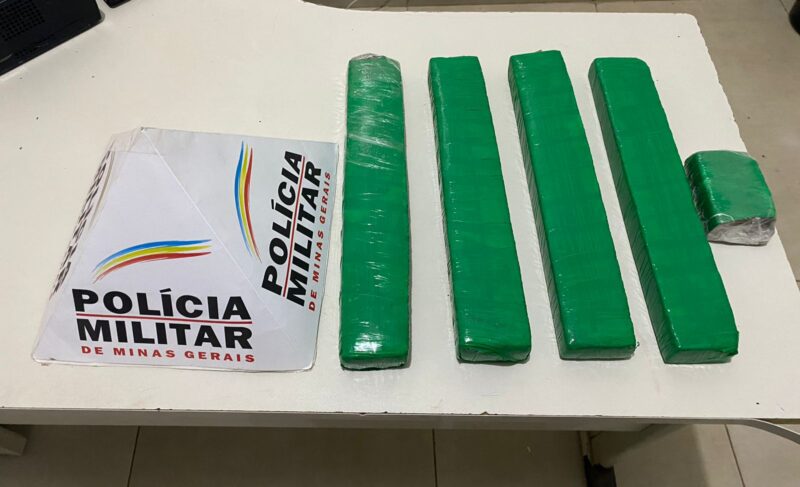 POLÍCIA
MILITAR
DE MINAS GERAIS
POLÍCIA
MILITAR
DE MINAS GERAIS